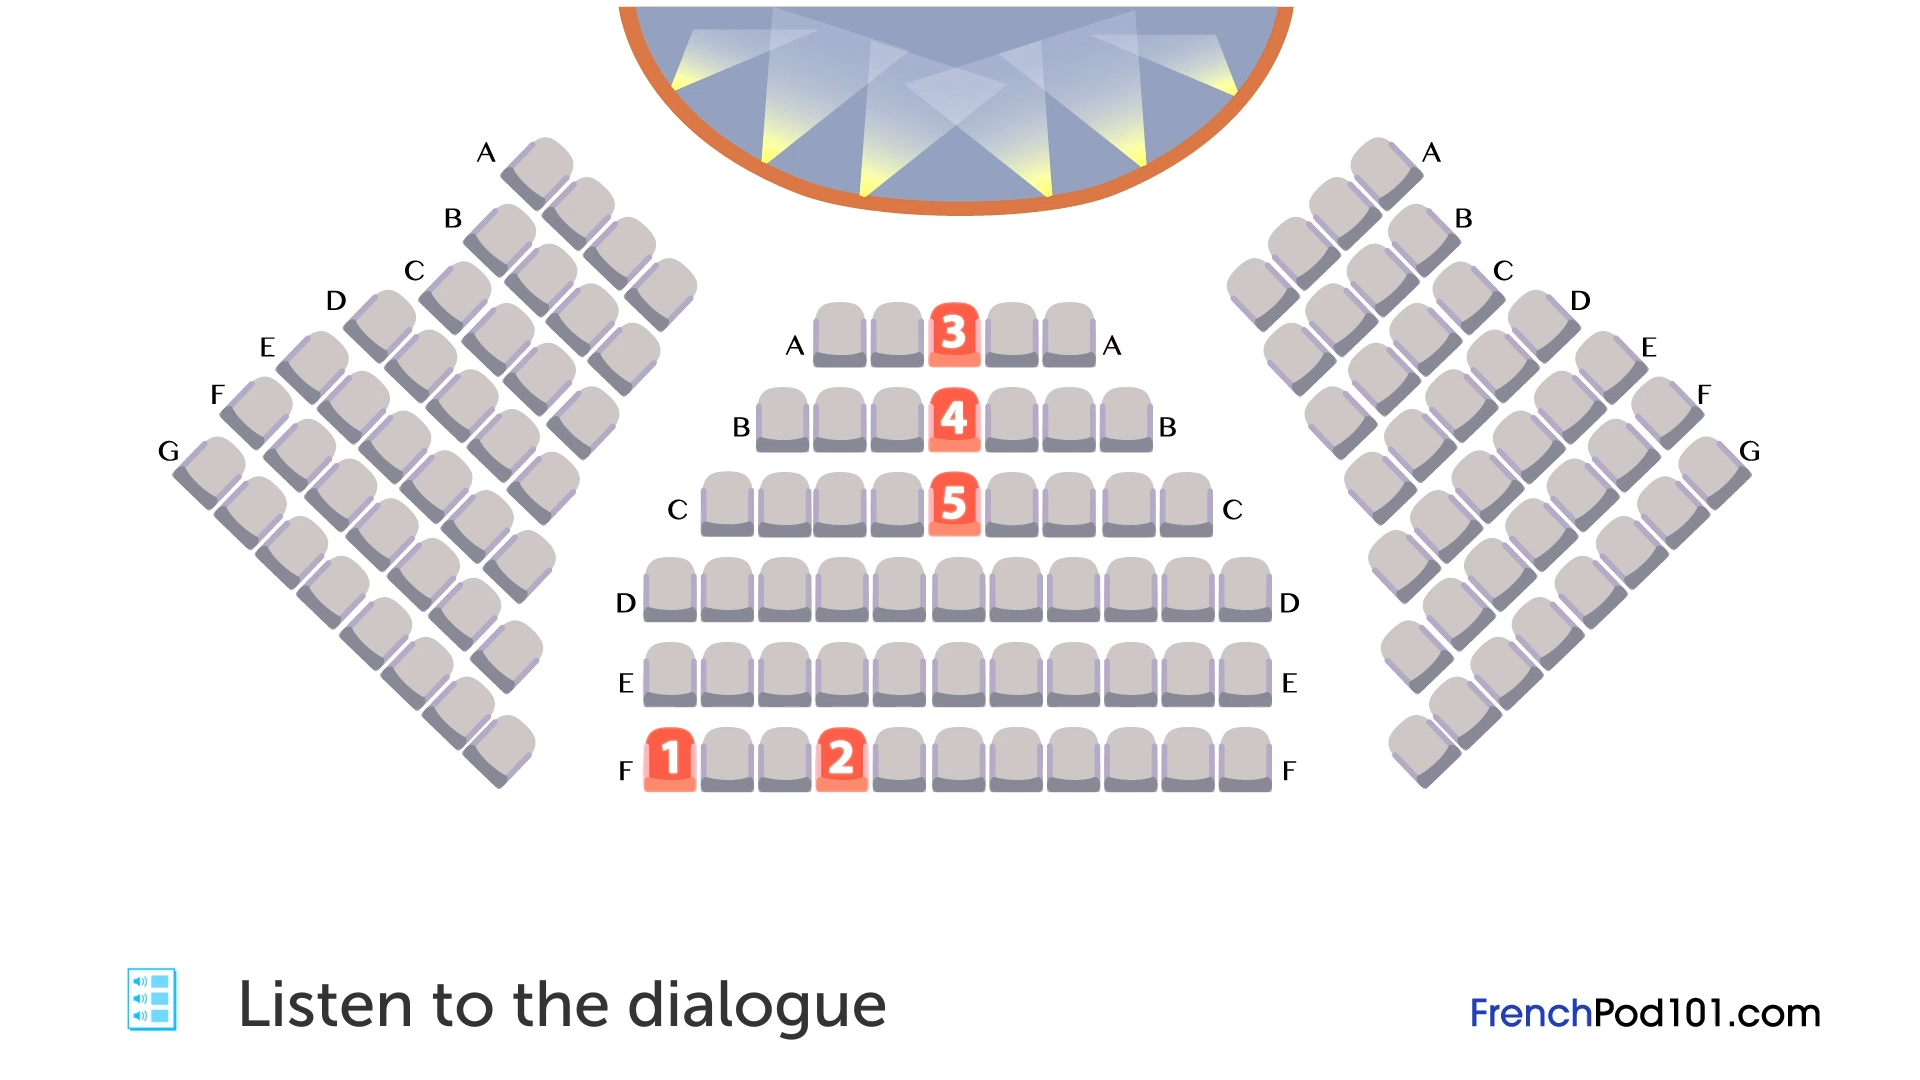 A
A
B
B
C
C
D
D
A 3 A
E
E
F
F
B 4 B
G
G
C 5 C
D
D
E
E
F 1 2 F
Listen to the dialogue
FrenchPod101.com